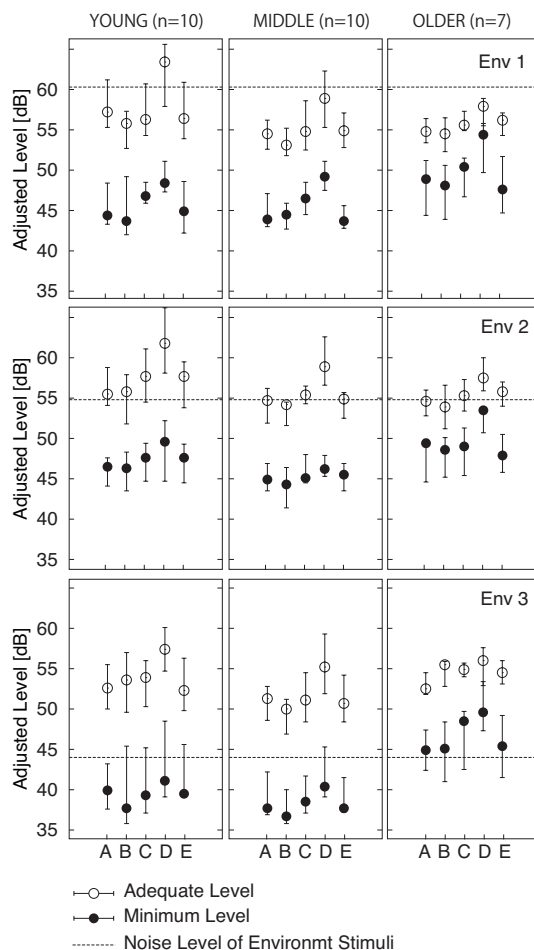 YOUNG (n=10) MIDDLE (n=10) OLDER (n=7)
Env 1
Adjusted Level [dB]
60
55
50
45
40
35
Env 2
Adjusted Level [dB]
60
55
50
45
40
35
Env 3
Adjusted Level [dB]
60
55
50
45
40
35
A B C D E A B C D E A B C D E
Adequate Level
Minimum Level
Noise Level of Environmt Stimuli